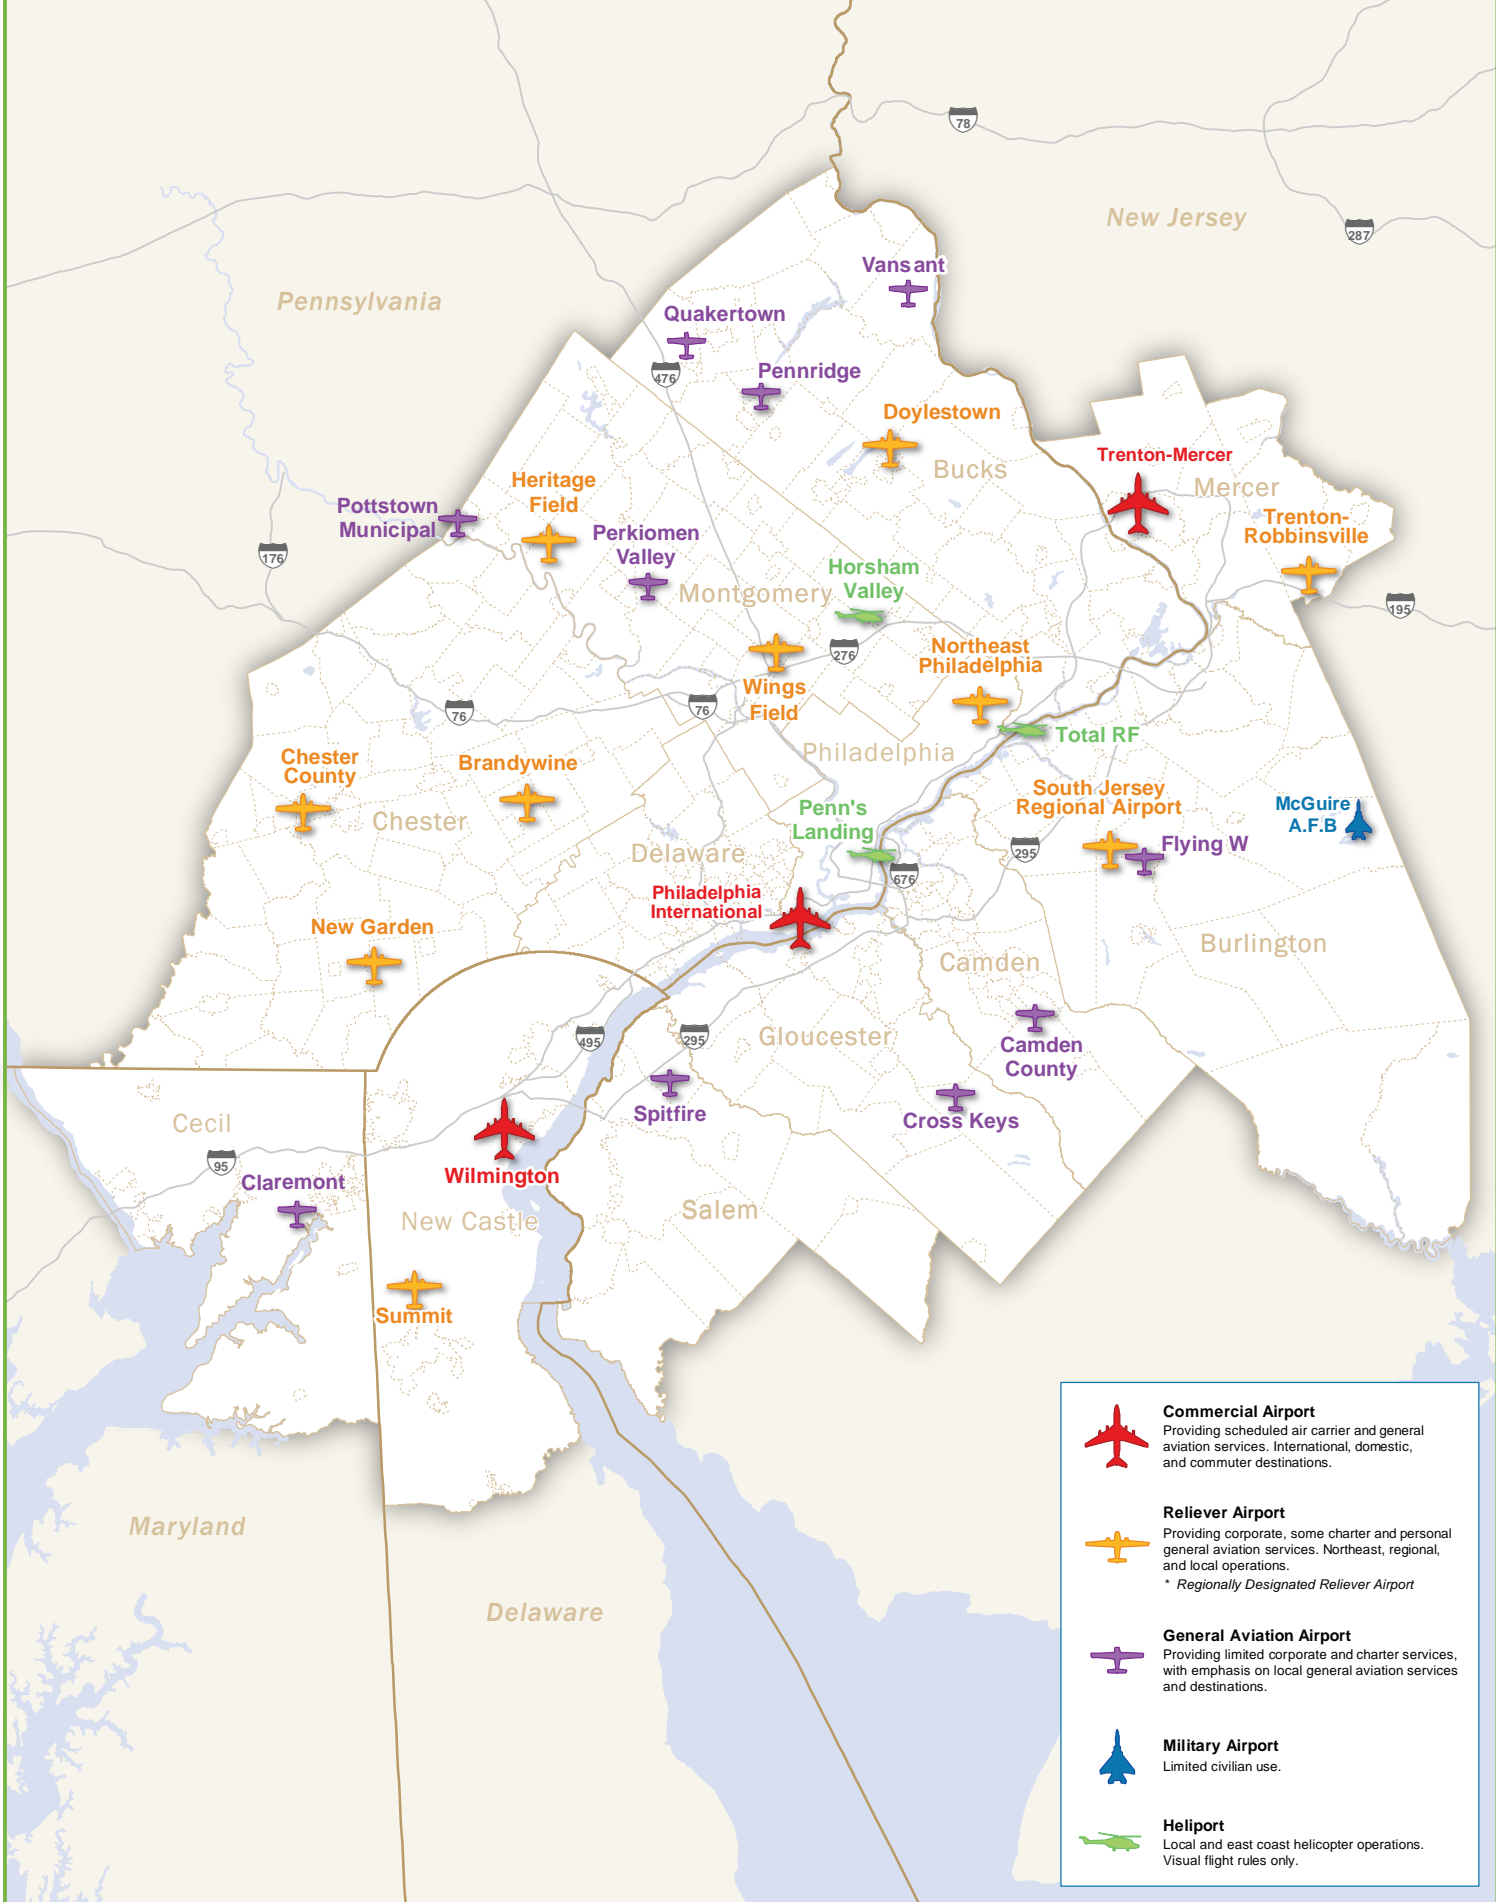 78
New Jersey
287
Vansant
Pennsylvania
Quakertown
476
Pennridge
Doylestown
Bucks
Trenton-Mercer
Mercer
Heritage
Field
Pottstown
Municipal
Trenton-
Robbinsville
Perkiomen
Valley
176
Horsham
Valley
Montgomery
195
276
Northeast
Philadelphia
Wings
Field
76
76
Total RF
Philadelphia
Chester
County
Brandywine
South Jersey
Regional Airport
McGuire
A.F.B
Penn's
Landing
Chester
Delaware
295
Flying W
676
Philadelphia
International
New Garden
Burlington
Camden
495
295
Gloucester
Camden
County
Spitfire
Cross Keys
Cecil
95
Wilmington
Claremont
New Castle
Salem
Summit
Maryland
Delaware
Commercial Airport
Providing scheduled air carrier and general
aviation services. International, domestic,
and commuter destinations.
Reliever Airport
Providing corporate, some charter and personal
general aviation services. Northeast, regional,
and local operations.
* Regionally Designated Reliever Airport
General Aviation Airport
Providing limited corporate and charter services,
with emphasis on local general aviation services
and destinations.
Military Airport
Limited civilian use.
Heliport
Local and east coast helicopter operations.
Visual flight rules only.